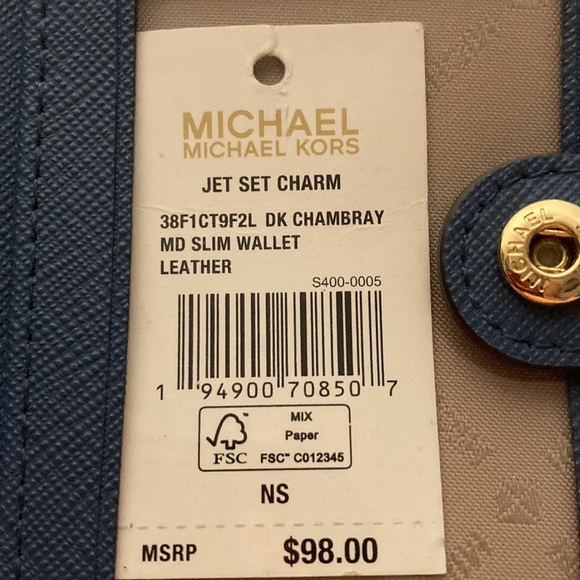 MICHAEL
MICHAEL KORS
JET SET CHARM
38F1CT9F2L DK CHAMBRAY
MD SLIM WALLET
LEATHER
S400-0005
1 94900 70850 7
MIX
Paper
FSC™ C012345
FSC
NS
MSRP $98.00
MICHAEL